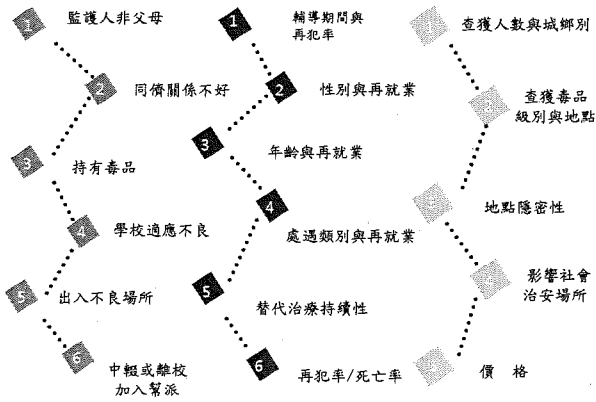 1
監護人非父母
2
同儕關係不好
3
持有毒品
4
學校適應不良
5
出入不良場所
6
中輟或離校
加入幫派
1
輔導期間與
再犯率
2
性別與再就業
3
年齡與再就業
4
處遇類別與再就業
5
替代治療持續性
6
再犯率/死亡率
1
查獲人數與城鄉別
2
查獲毒品
級別與地點
3
地點隱密性
4
影響社會
治安場所
5
價 格